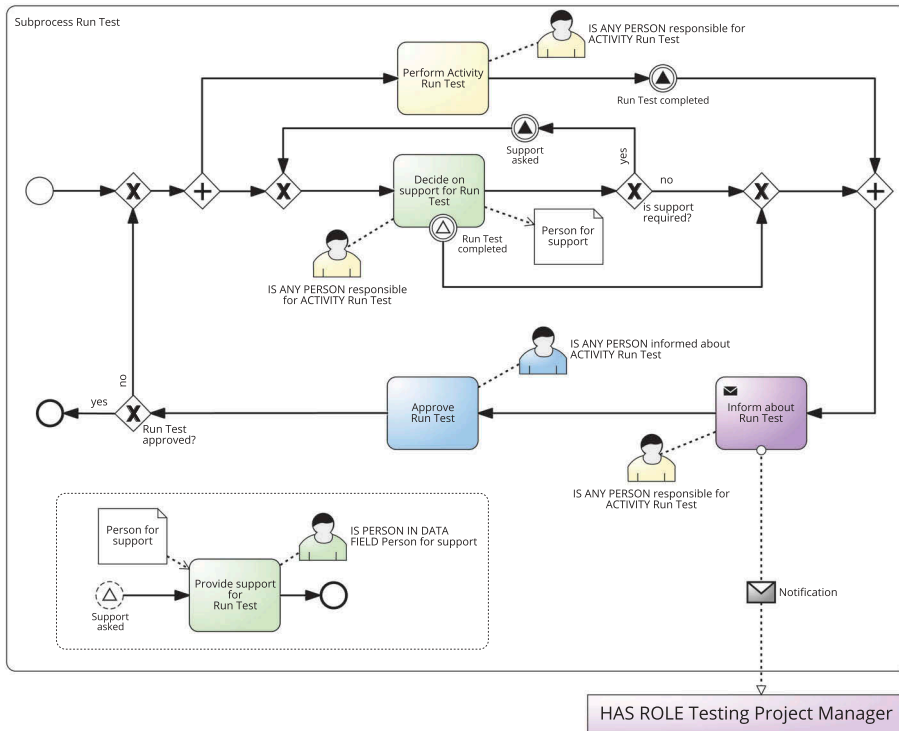 Subprocess Run Test
IS ANY PERSON responsible for
ACTIVITY Run Test
Perform Activity
Run Test
Run Test completed
Support
asked
yes
Decide on
support for Run
Test
no
is support
required?
Run Test
completed
Person for
support
IS ANY PERSON responsible
for ACTIVITY Run Test
IS ANY PERSON informed about
ACTIVITY Run Test
no
yes
Run Test
approved?
Approve
Run Test
Inform about
Run Test
IS ANY PERSON responsible for
ACTIVITY Run Test
Person for
support
IS PERSON IN DATA
FIELD Person for support
Provide support
for
Run Test
Support
asked
Notification
HAS ROLE Testing Project Manager